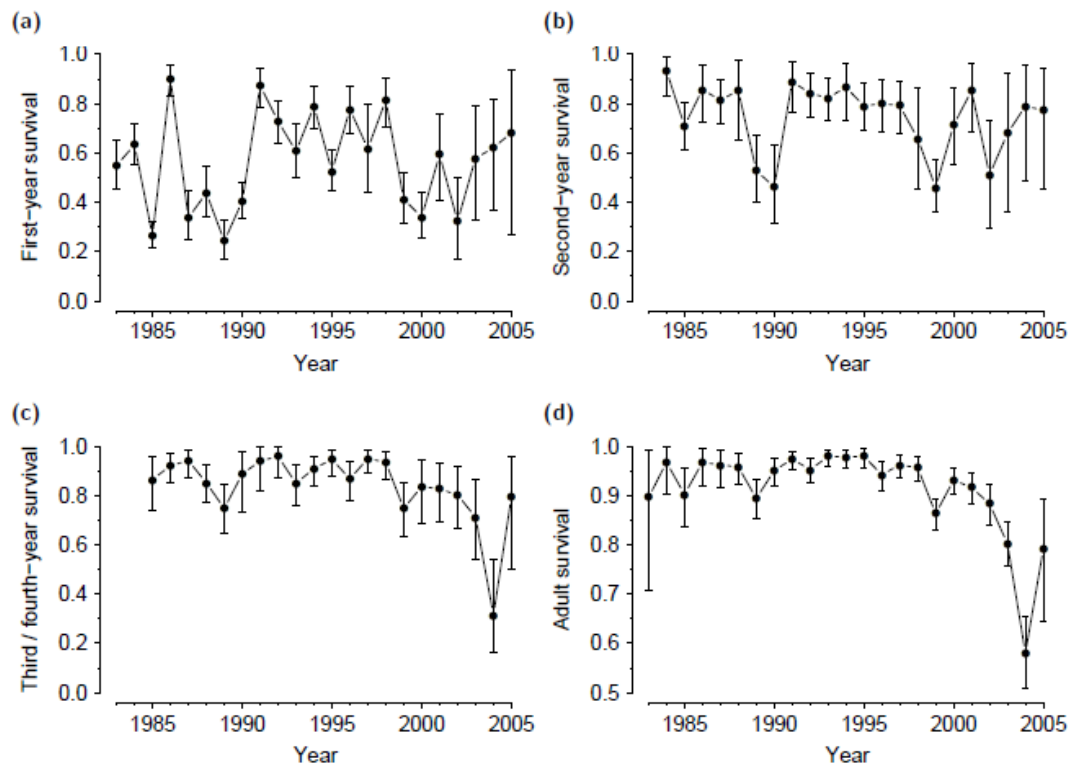 (a)
First−year survival
1.0
0.8
0.6
0.4
0.2
0.0
1985 1990 1995 2000 2005
Year
(b)
Second−year survival
1.0
0.8
0.6
0.4
0.2
0.0
1985 1990 1995 2000 2005
Year
(c)
Third / fourth−year survival
1.0
0.8
0.6
0.4
0.2
0.0
1985 1990 1995 2000 2005
Year
(d)
Adult survival
1.0
0.9
0.8
0.7
0.6
0.5
1985 1990 1995 2000 2005
Year